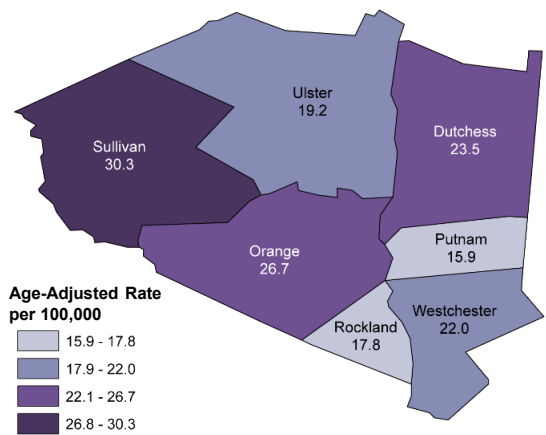 Ulster
19.2
Dutchess
23.5
Sullivan
30.3
Putnam
15.9
Orange
26.7
Westchester
22.0
Rockland
17.8
Age-Adjusted Rate
per 100,000
15.9 - 17.8
17.9 - 22.0
22.1 - 26.7
26.8 - 30.3